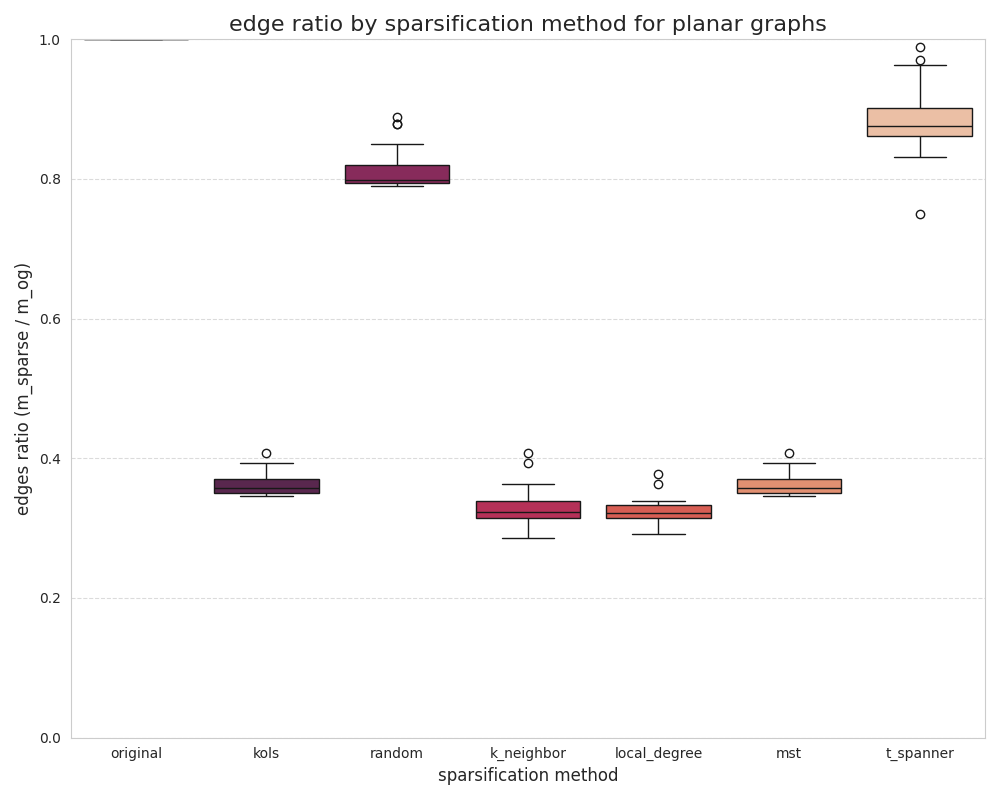 edge ratio by sparsification method for planar graphs
edges ratio (m_sparse / m_og)
1.0
0.8
0.6
0.4
0.2
0.0
original kols random k_neighbor local_degree mst t_spanner
sparsification method